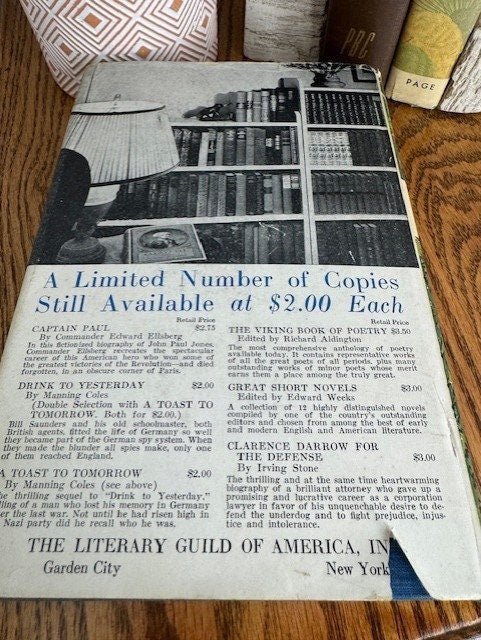 PBC
PAGE
A Limited Number of Copies
Still Available at $2.00 Each
Retail Price
CAPTAIN PAUL $2.75
By Commander Edward Ellsberg
In this fictionized biography of John Paul Jones,
Commander Ellsberg recreates the spectacular
career of this American hero who won some of
the greatest victories of the Revolution—and died
forgotten, in an obscure corner of Paris.
DRINK TO YESTERDAY $2.00
By Manning Coles
(Double Selection with A TOAST TO
TOMORROW. Both for $2.00.)
Bill Saunders and his old schoolmaster, both
British agents, fitted the life of Germany so well
they became part of the German spy system. When
they made the blunder all spies make, only one
of them reached England.
A TOAST TO TOMORROW $2.00
By Manning Coles (see above)
he thrilling sequel to "Drink to Yesterday,"
ling of a man who lost his memory in Germany
er the last war. Not until he had risen high in
Nazi party did he recall who he was.
Retail Price
THE VIKING BOOK OF POETRY $3.50
Edited by Richard Aldington
The most comprehensive anthology of poetry
available today. It contains representative works
of all the great poets of all periods, plus many
outstanding works of minor poets whose merit
earns them a place among the truly great.
GREAT SHORT NOVELS $3.00
Edited by Edward Weeks
A collection of 12 highly distinguished novels
compiled by one of the country's outstanding
editors and chosen from among the best of early
and modern English and American literature.
CLARENCE DARROW FOR
THE DEFENSE $3.00
By Irving Stone
The thrilling and at the same time heartwarming
biography of a brilliant attorney who gave up a
promising and lucrative career as a corporation
lawyer in favor of his unquenchable desire to de-
fend the underdog and to fight prejudice, injus-
tice and intolerance.
THE LITERARY GUILD OF AMERICA, IN
Garden City New York